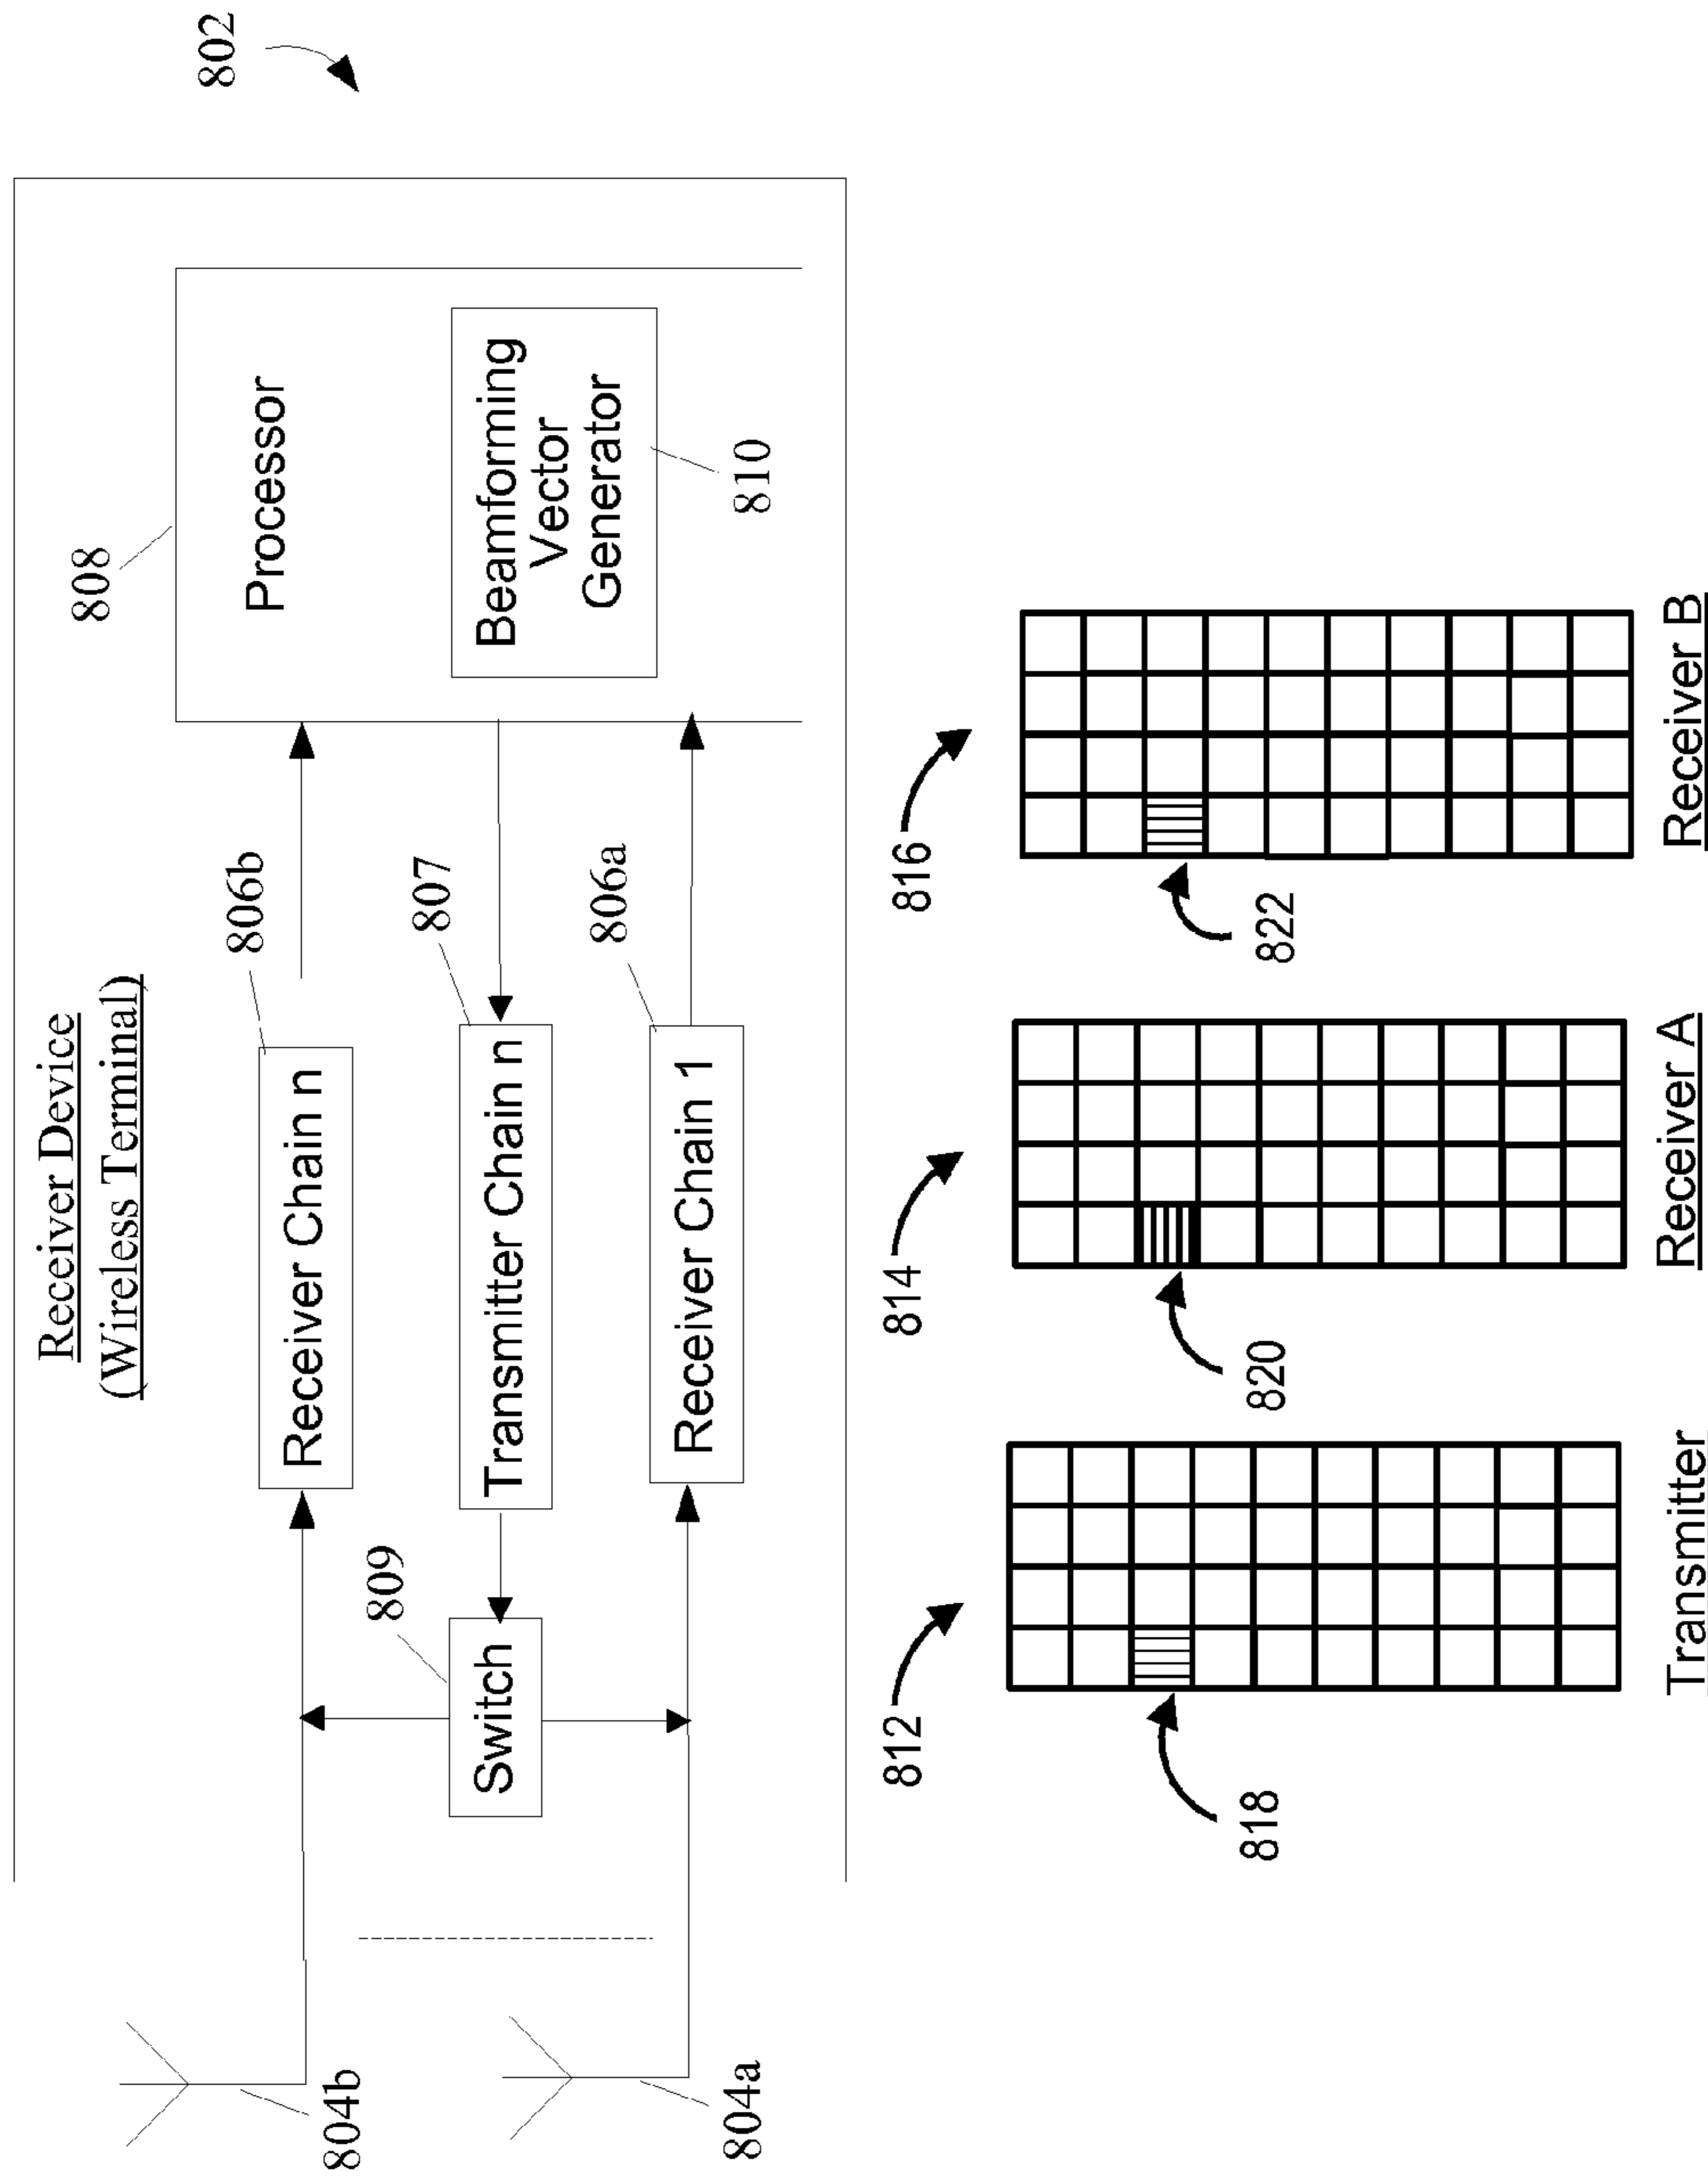 Receiver Device
(Wireless Terminal)
802
808
806b
807
806a
809
804b
804a
Receiver Chain n
Transmitter Chain n
Receiver Chain 1
Switch
Processor
Beamforming
Vector
Generator
810
812
814
816
818
820
822
Transmitter
Receiver A
Receiver B